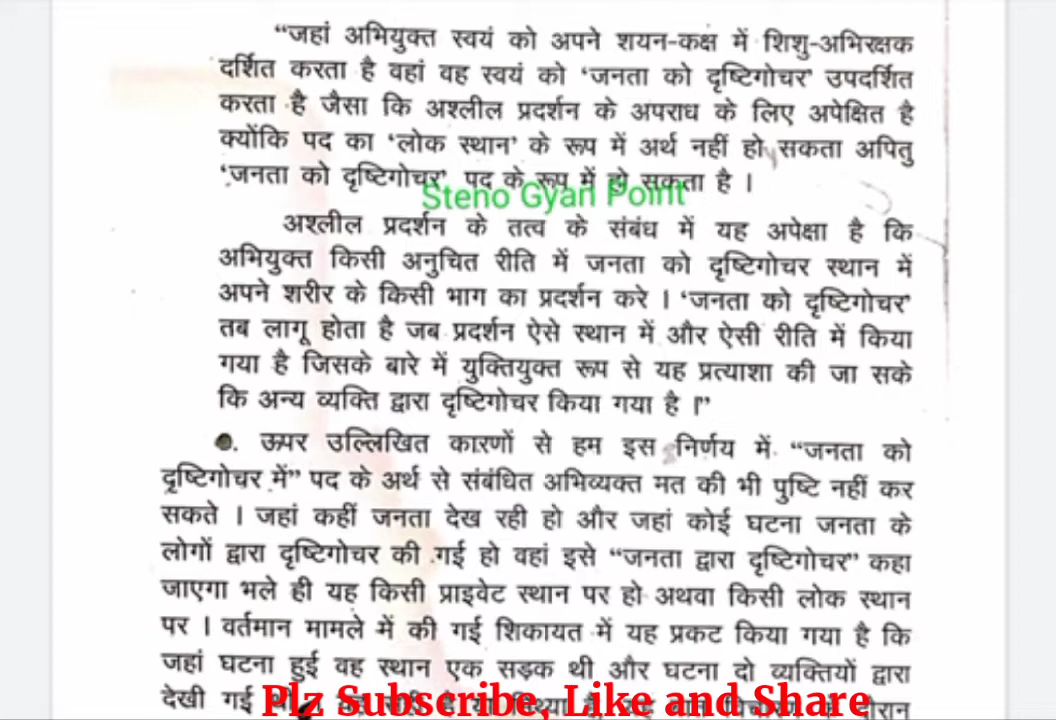 “जहां अभियुक्त स्वयं को अपने शयन-कक्ष में शिशु-अभिरक्षक
दर्शित करता है वहां वह स्वयं को ‘जनता को दृष्टिगोचर’ उपदर्शित
करता है जैसा कि अश्लील प्रदर्शन के अपराध के लिए अपेक्षित है
क्योंकि पद का ‘लोक स्थान’ के रूप में अर्थ नहीं हो सकता अपितु
‘जनता को दृष्टिगोचर’ पद के रूप में हो सकता है ।
Steno Gyan Point
अश्लील प्रदर्शन के तत्व के संबंध में यह अपेक्षा है कि
अभियुक्त किसी अनुचित रीति में जनता को दृष्टिगोचर स्थान में
अपने शरीर के किसी भाग का प्रदर्शन करे । ‘जनता को दृष्टिगोचर’
तब लागू होता है जब प्रदर्शन ऐसे स्थान में और ऐसी रीति में किया
गया है जिसके बारे में युक्तियुक्त रूप से यह प्रत्याशा की जा सके
कि अन्य व्यक्ति द्वारा दृष्टिगोचर किया गया है ।”
ऊपर उल्लिखित कारणों से हम इस निर्णय में “जनता को
दृष्टिगोचर में” पद के अर्थ से संबंधित अभिव्यक्त मत की भी पुष्टि नहीं कर
सकते । जहां कहीं जनता देख रही हो और जहां कोई घटना जनता के
लोगों द्वारा दृष्टिगोचर की गई हो वहां इसे “जनता द्वारा दृष्टिगोचर” कहा
जाएगा भले ही यह किसी प्राइवेट स्थान पर हो अथवा किसी लोक स्थान
पर । वर्तमान मामले में की गई शिकायत में यह प्रकट किया गया है कि
जहां घटना हुई वह स्थान एक सड़क थी और घटना दो व्यक्तियों द्वारा
देखी गई
Plz Subscribe, Like and Share